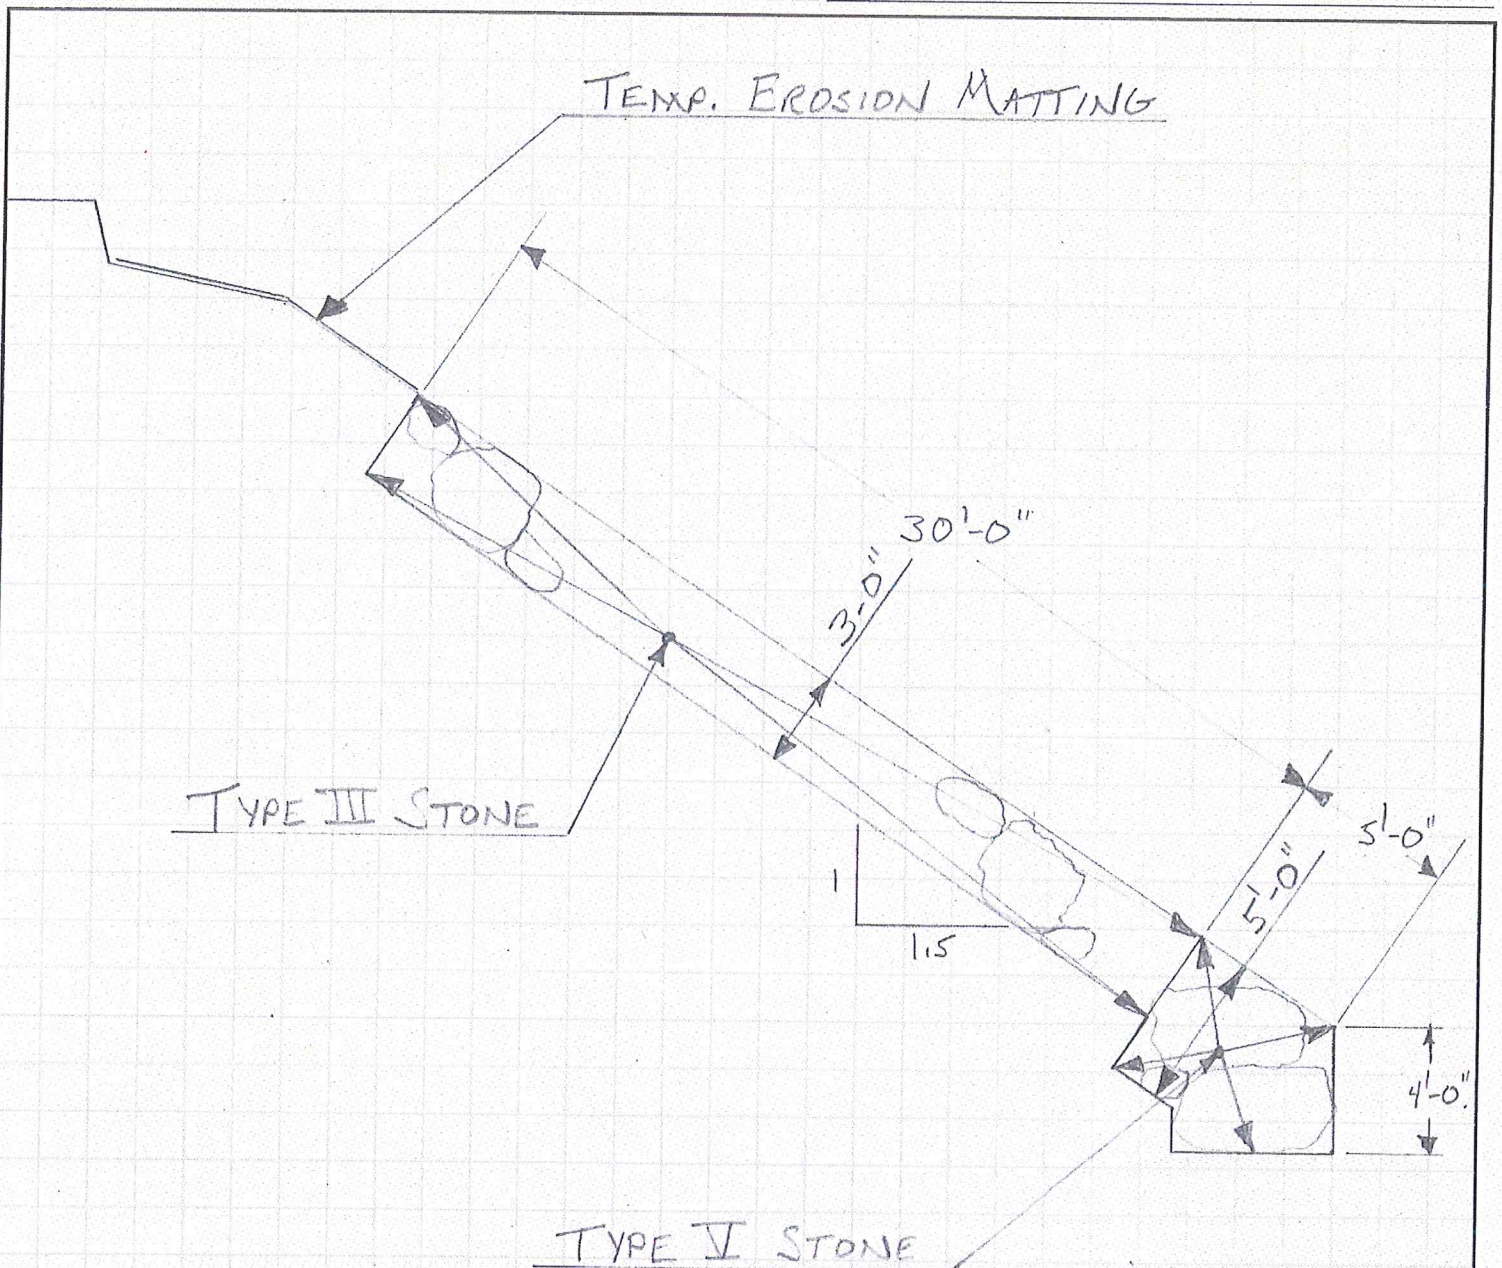 TEMP. EROSION MATTING
30'-0"
3'-0"
TYPE III STONE
5'-0"
5'-0"
1
1.5
4'-0"
TYPE V STONE